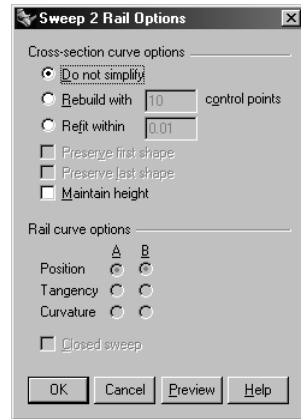 Sweep 2 Rail Options
Cross-section curve options
Do not simplify
Rebuild with 10 control points
Refit within 0.01
Preserve first shape
Preserve last shape
Maintain height
Rail curve options
A B
Position
Tangency
Curvature
Closed sweep
OK Cancel Preview Help